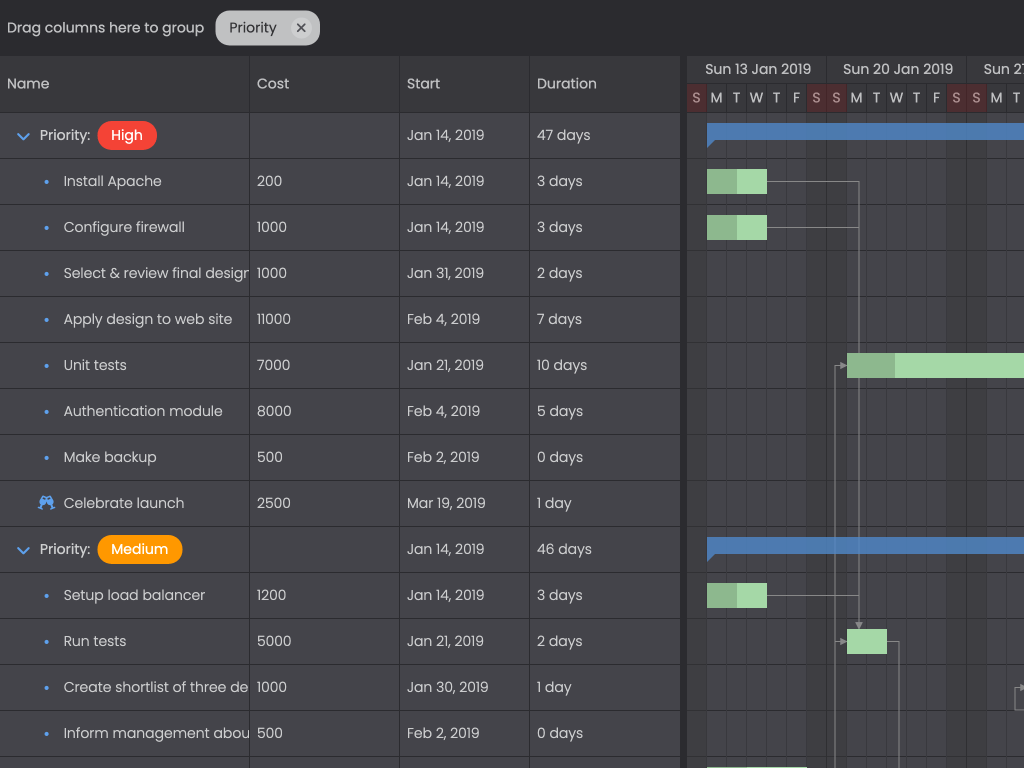 Drag columns here to group Priority
Sun 13 Jan 2019 Sun 20 Jan 2019 Sun
Name Cost Start Duration
S M T W T F S S M T W T F S S M T
Priority: High Jan 14, 2019 47 days
Install Apache 200 Jan 14, 2019 3 days
Configure firewall 1000 Jan 14, 2019 3 days
Select & review final design 1000 Jan 31, 2019 2 days
Apply design to web site 11000 Feb 4, 2019 7 days
Unit tests 7000 Jan 21, 2019 10 days
Authentication module 8000 Feb 4, 2019 5 days
Make backup 500 Feb 2, 2019 0 days
Celebrate launch 2500 Mar 19, 2019 1 day
Priority: Medium Jan 14, 2019 46 days
Setup load balancer 1200 Jan 14, 2019 3 days
Run tests 5000 Jan 21, 2019 2 days
Create shortlist of three de 1000 Jan 30, 2019 1 day
Inform management abou 500 Feb 2, 2019 0 days